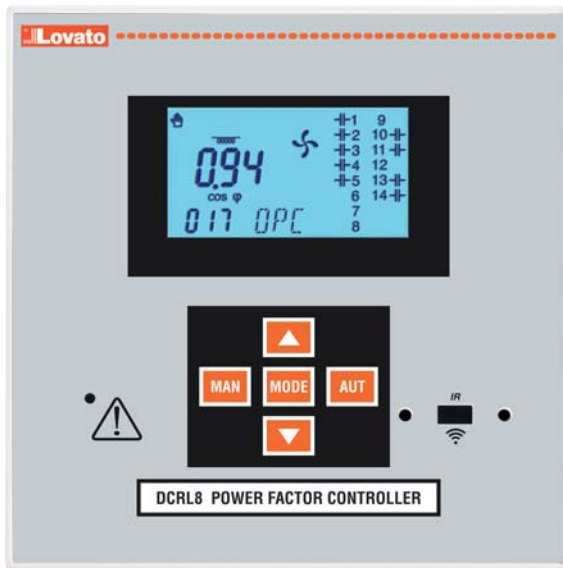 Lovato
1 9
2 10
3 11
0.94
4 12
5 13
cos φ
6 14
017 OPC
7
8
MAN MODE AUT
IR
DCRL8 POWER FACTOR CONTROLLER